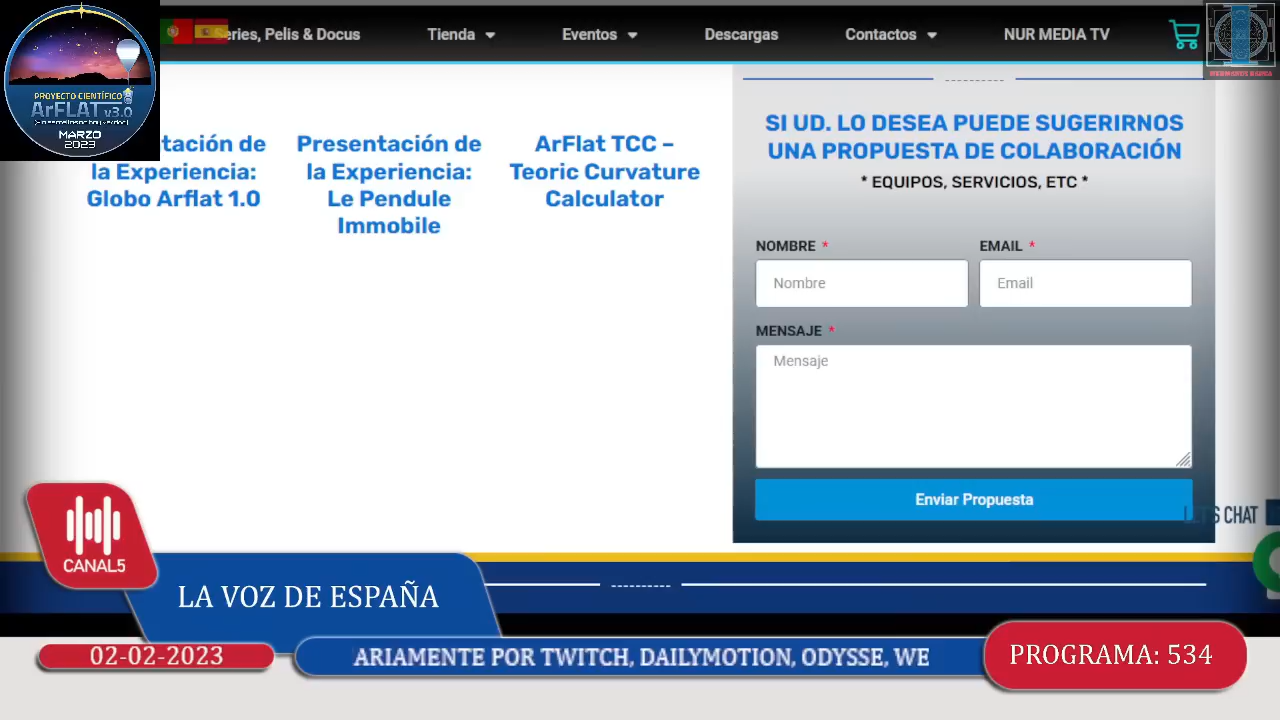 Series, Pelis & Docus
Tienda
Eventos
Descargas
Contactos
NUR MEDIA TV
PROYECTO CIENTÍFICO
ArFLAT v3.0
MARZO
2023
tación de
la Experiencia:
Globo Arflat 1.0
Presentación de
la Experiencia:
Le Pendule
Immobile
ArFlat TCC –
Teoric Curvature
Calculator
----------
SI UD. LO DESEA PUEDE SUGERIRNOS
UNA PROPUESTA DE COLABORACIÓN
* EQUIPOS, SERVICIOS, ETC *
NOMBRE *
EMAIL *
Nombre
Email
MENSAJE *
Mensaje
Enviar Propuesta
LET'S CHAT
CANAL5
LA VOZ DE ESPAÑA
----------
02-02-2023
ARIAMENTE POR TWITCH, DAILYMOTION, ODYSSE, WE
PROGRAMA: 534